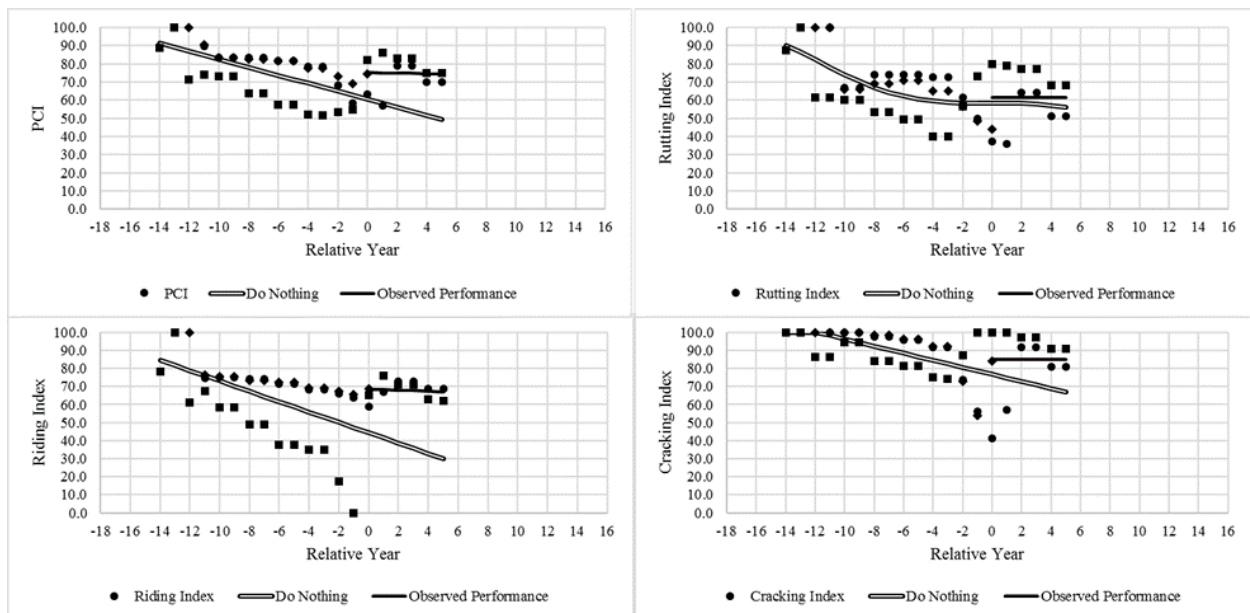 100.0
90.0
80.0
70.0
60.0
50.0
40.0
30.0
20.0
10.0
0.0
PCI
-18 -16 -14 -12 -10 -8 -6 -4 -2 0 2 4 6 8 10 12 14 16
Relative Year
PCI Do Nothing Observed Performance
100.0
90.0
80.0
70.0
60.0
50.0
40.0
30.0
20.0
10.0
0.0
Rutting Index
-18 -16 -14 -12 -10 -8 -6 -4 -2 0 2 4 6 8 10 12 14 16
Relative Year
Rutting Index Do Nothing Observed Performance
100.0
90.0
80.0
70.0
60.0
50.0
40.0
30.0
20.0
10.0
0.0
Riding Index
-18 -16 -14 -12 -10 -8 -6 -4 -2 0 2 4 6 8 10 12 14 16
Relative Year
Riding Index Do Nothing Observed Performance
100.0
90.0
80.0
70.0
60.0
50.0
40.0
30.0
20.0
10.0
0.0
Cracking Index
-18 -16 -14 -12 -10 -8 -6 -4 -2 0 2 4 6 8 10 12 14 16
Relative Year
Cracking Index Do Nothing Observed Performance